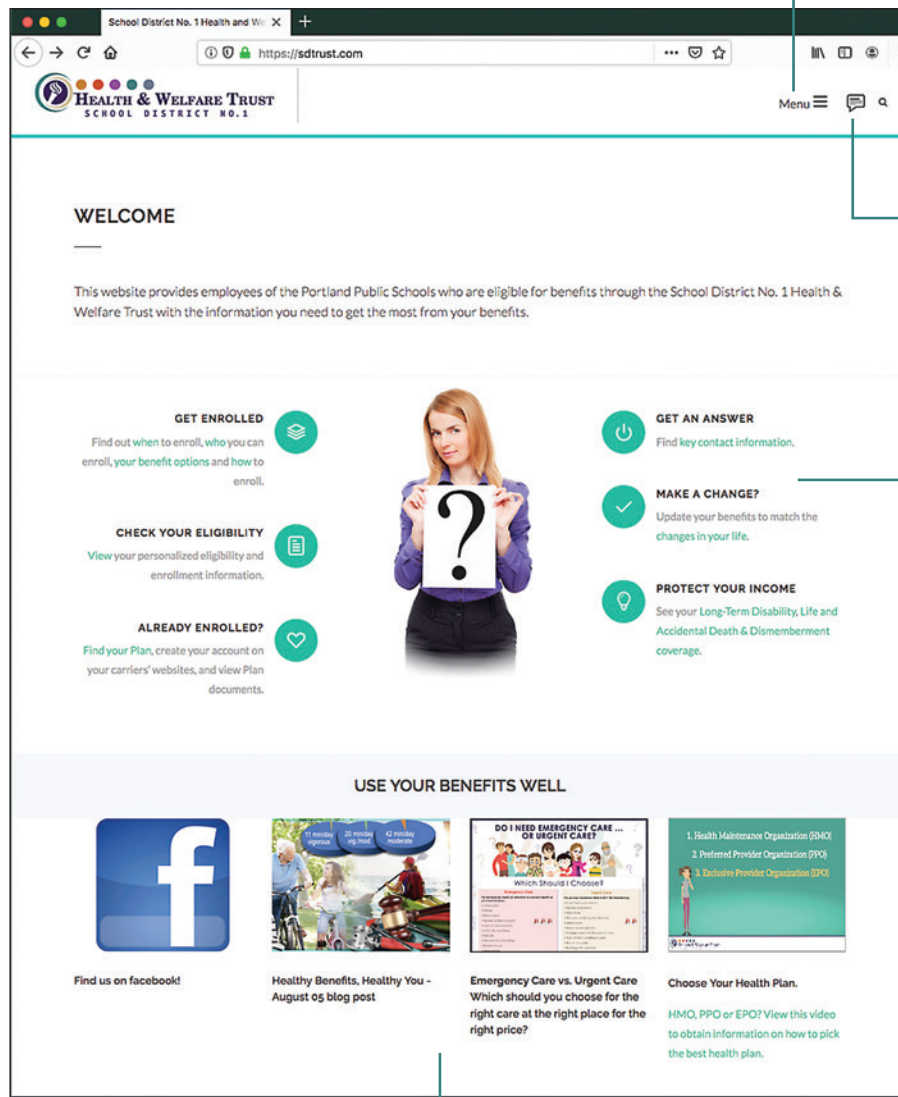 School District No. 1 Health and We
https://sdtrust.com
HEALTH & WELFARE TRUST
SCHOOL DISTRICT NO.1
Menu
WELCOME
This website provides employees of the Portland Public Schools who are eligible for benefits through the School District No. 1 Health &
Welfare Trust with the information you need to get the most from your benefits.
GET ENROLLED
Find out when to enroll, who you can
enroll, your benefit options and how to
enroll.
CHECK YOUR ELIGIBILITY
View your personalized eligibility and
enrollment information.
ALREADY ENROLLED?
Find your Plan, create your account on
your carriers' websites, and view Plan
documents.
?
GET AN ANSWER
Find key contact information.
MAKE A CHANGE?
Update your benefits to match the
changes in your life.
PROTECT YOUR INCOME
See your Long-Term Disability, Life and
Accidental Death & Dismemberment
coverage.
USE YOUR BENEFITS WELL
f
Find us on facebook!
11 min/day
vigorous
20 min/day
vig./mod
42 min/day
moderate
Healthy Benefits, Healthy You -
August 05 blog post
DO I NEED EMERGENCY CARE ...
OR URGENT CARE?
Which Should I Choose?
Emergency Care
Urgent Care
Emergency Care vs. Urgent Care
Which should you choose for the
right care at the right place for the
right price?
1. Health Maintenance Organization (HMO)
2. Preferred Provider Organization (PPO)
3. Exclusive Provider Organization (EPO)
Choose Your Health Plan.
HMO, PPO or EPO? View this video
to obtain information on how to pick
the best health plan.